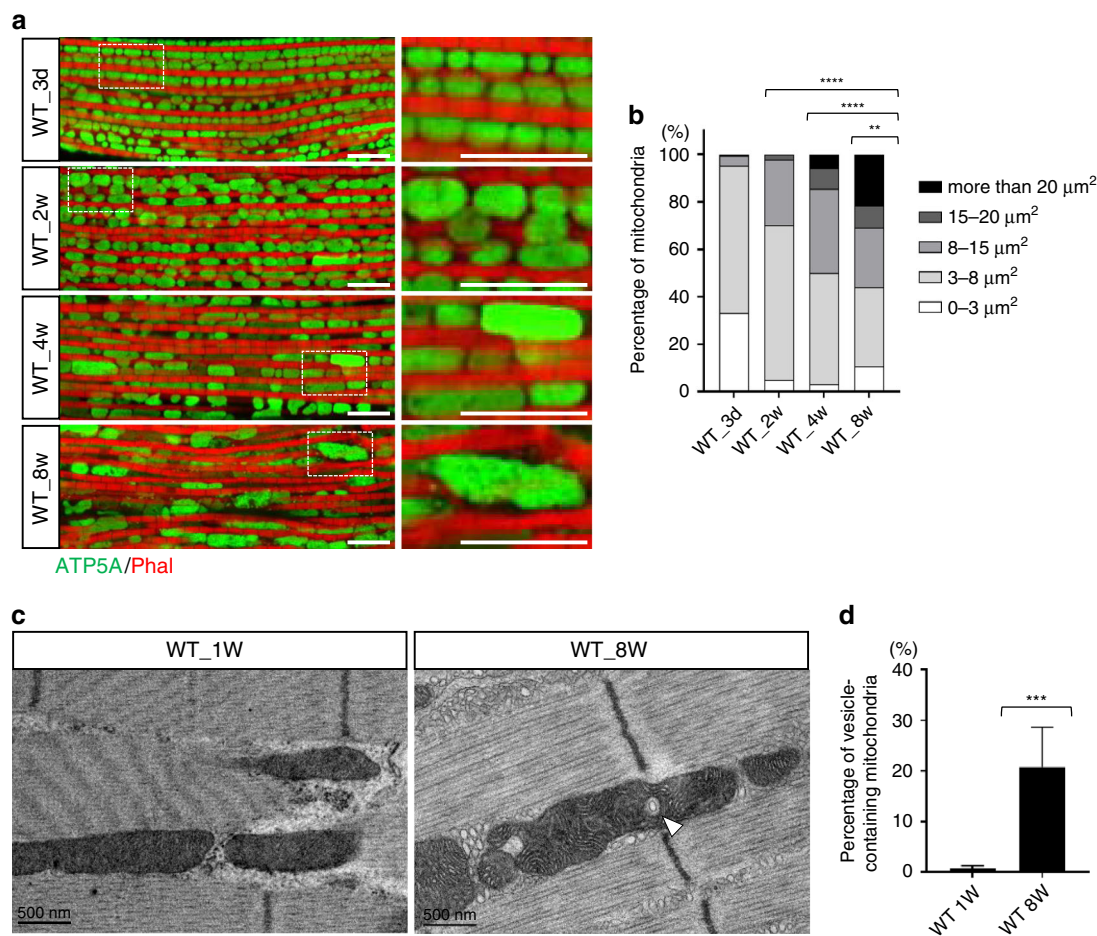 a
WT_3d
WT_2w
WT_4w
WT_8w
ATP5A/Phal
b
(%)
Percentage of mitochondria
100
80
60
40
20
0
WT_3d
WT_2w
WT_4w
WT_8w
****
****
**
more than 20 µm²
15–20 µm²
8–15 µm²
3–8 µm²
0–3 µm²
c
WT_1W
WT_8W
500 nm
500 nm
d
(%)
Percentage of vesicle-
containing mitochondria
40
30
20
10
0
***
WT 1W
WT 8W